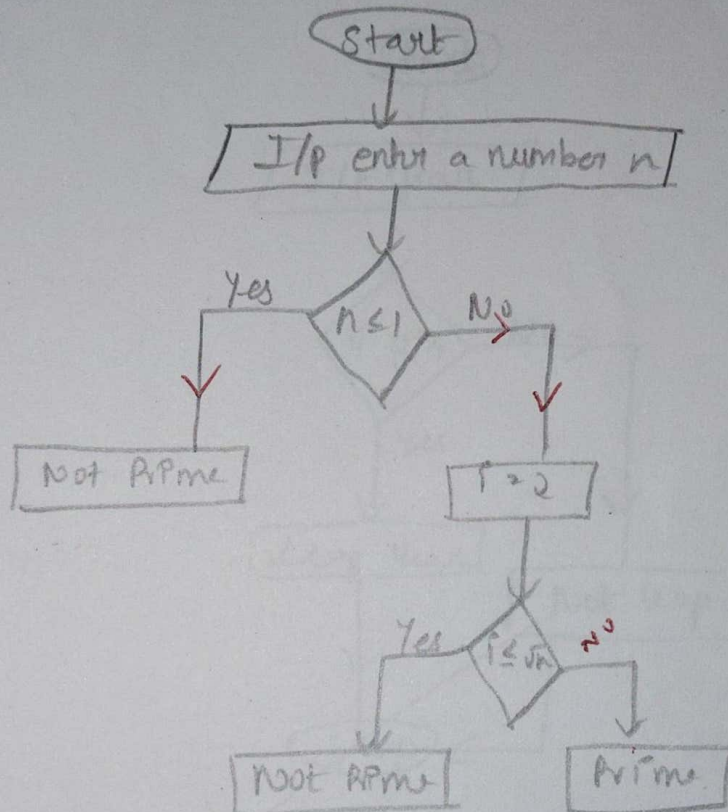 Start
I/p enter a number n
Yes
n ≤ 1
No
Not Prime
i = 2
Yes
i ≤ √n
No
Not Prime
Prime